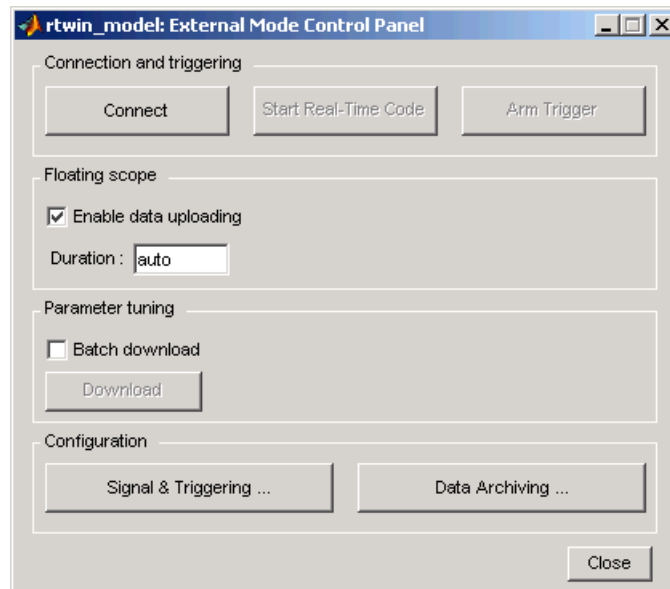 rtwin_model: External Mode Control Panel
Connection and triggering
Connect Start Real-Time Code Arm Trigger
Floating scope
Enable data uploading
Duration : auto
Parameter tuning
Batch download
Download
Configuration
Signal & Triggering ... Data Archiving ...
Close